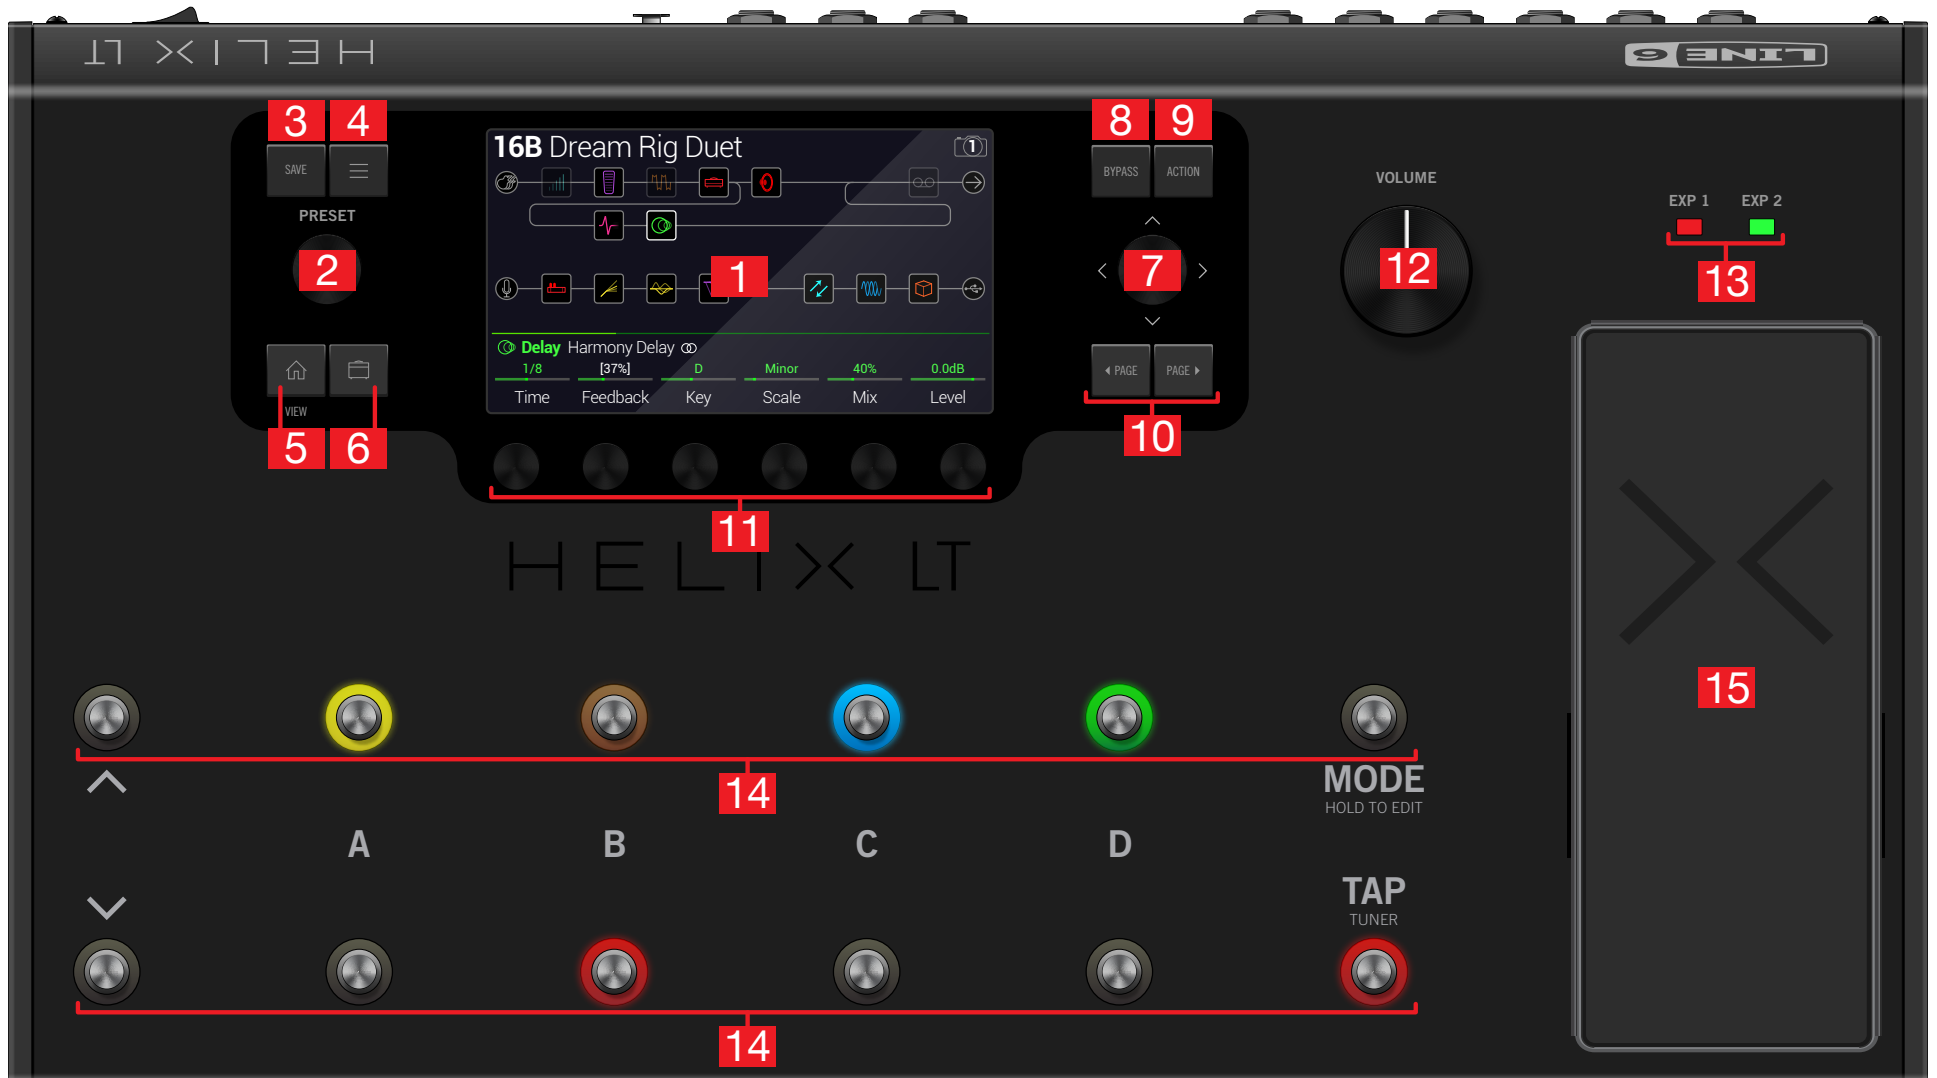 HELIX LT
LINE 6
3
4
SAVE
PRESET
2
VIEW
5
6
16B Dream Rig Duet
1
1
Delay Harmony Delay
1/8
[37%]
D
Minor
40%
0.0dB
Time
Feedback
Key
Scale
Mix
Level
8
9
BYPASS
ACTION
7
PAGE
PAGE
10
VOLUME
12
EXP 1
EXP 2
13
11
HELIX LT
15
14
MODE
HOLD TO EDIT
A
B
C
D
TAP
TUNER
14